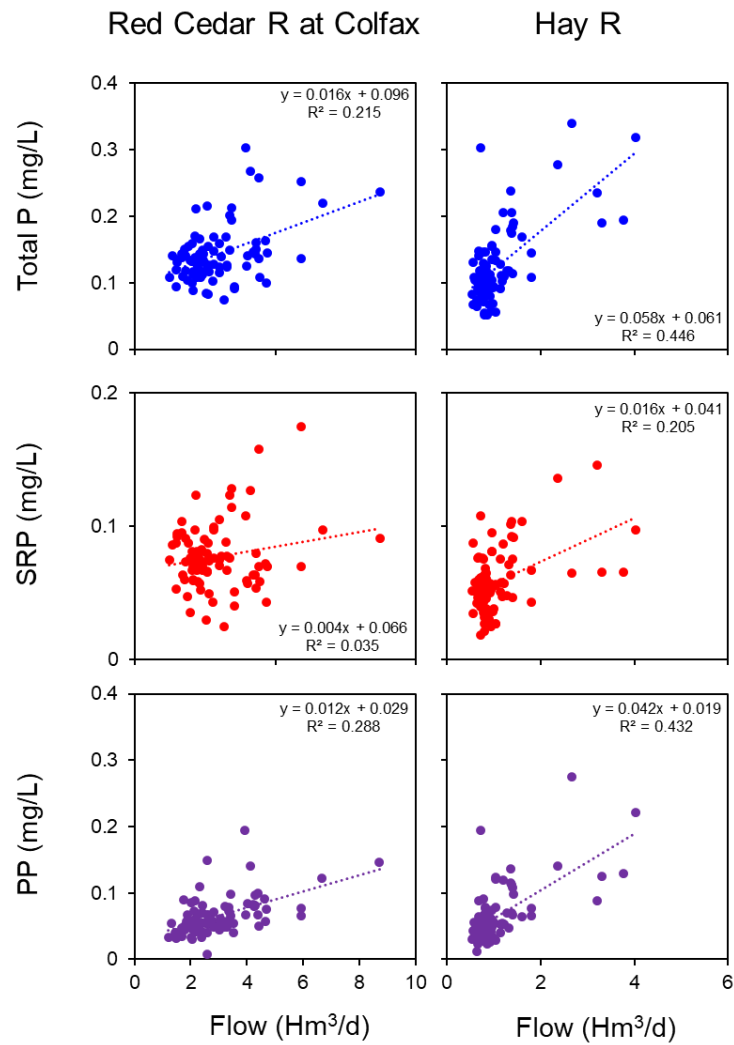 Red Cedar R at Colfax
Hay R
Total P (mg/L)
0.4
0.3
0.2
0.1
0
y = 0.016x + 0.096
R² = 0.215
y = 0.058x + 0.061
R² = 0.446
0 2 4 6
SRP (mg/L)
0.2
0.1
0
y = 0.004x + 0.066
R² = 0.035
y = 0.016x + 0.041
R² = 0.205
PP (mg/L)
0.4
0.3
0.2
0.1
0
y = 0.012x + 0.029
R² = 0.288
y = 0.042x + 0.019
R² = 0.432
0 2 4 6 8 10
0 2 4 6
Flow (Hm³/d)
Flow (Hm³/d)